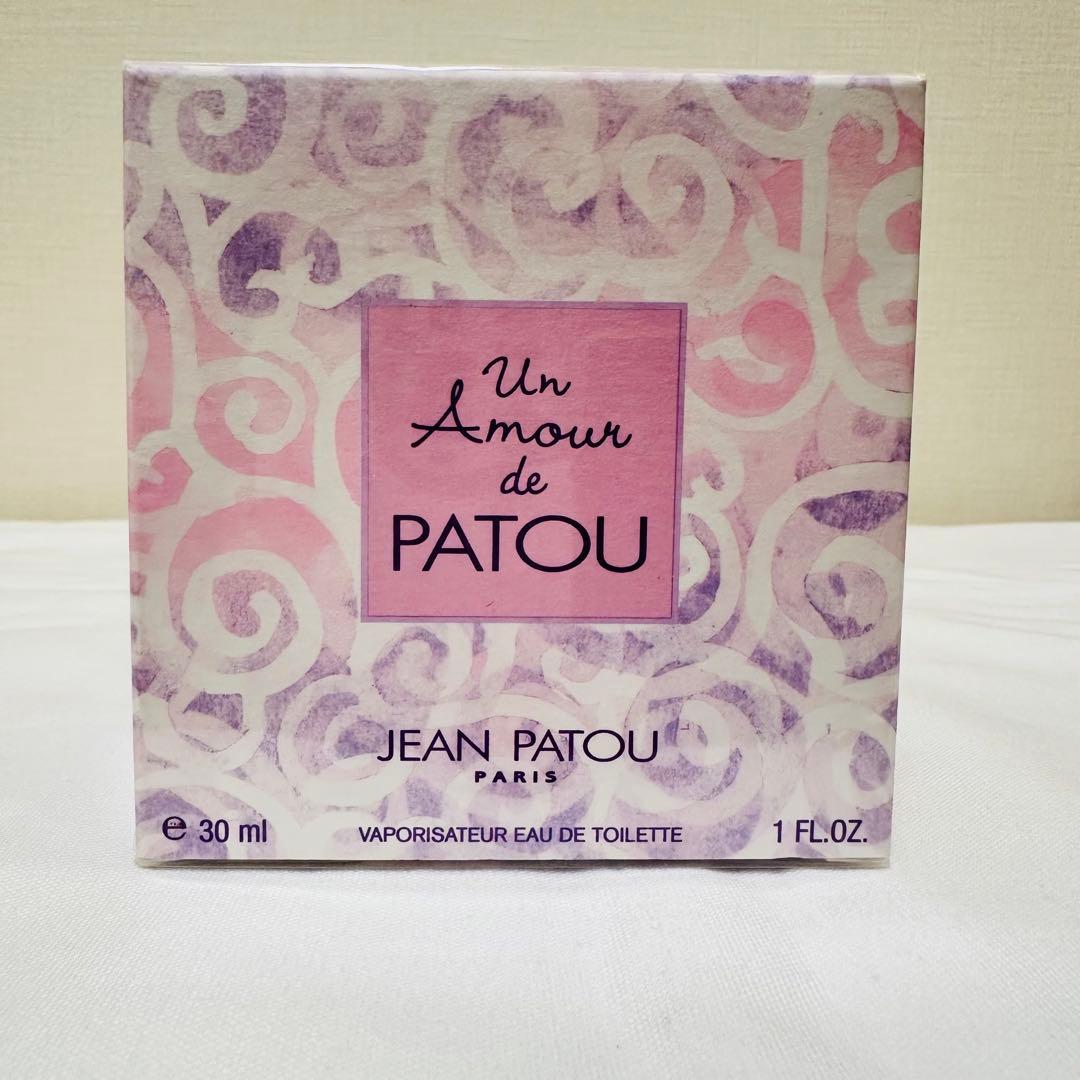 Un
Amour
de
PATOU
JEAN PATOU
PARIS
℮ 30 ml
VAPORISATEUR EAU DE TOILETTE
1 FL.OZ.